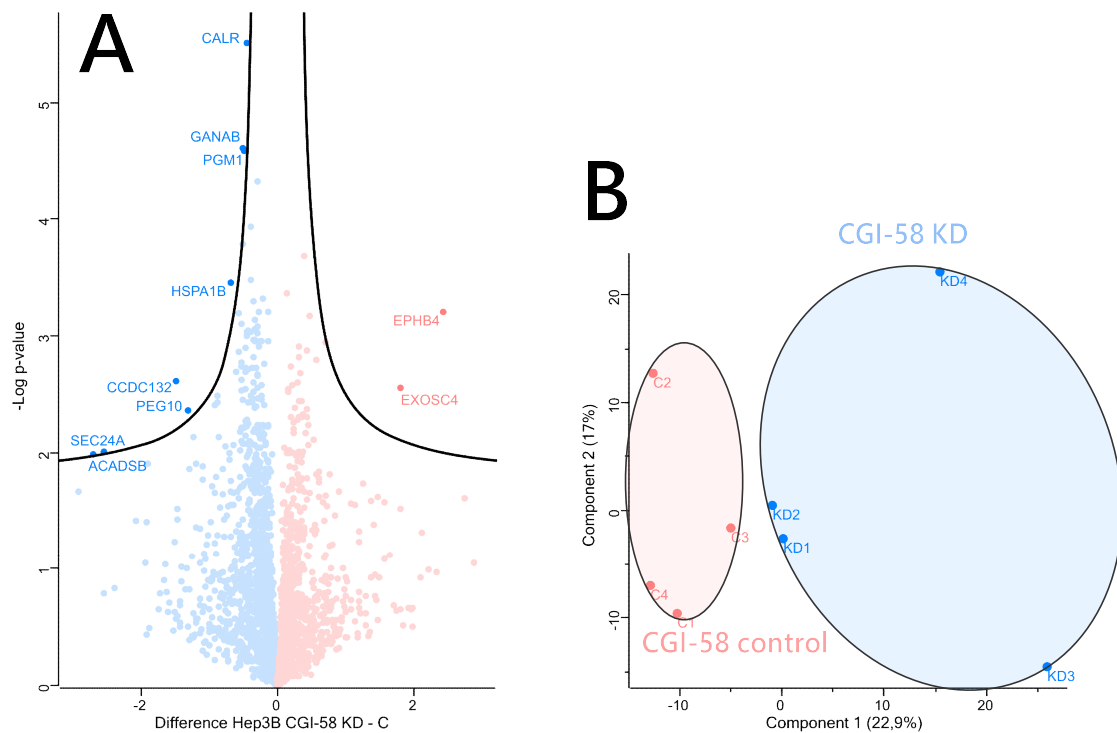 A
CALR
GANAB
PGM1
HSPA1B
EPHB4
CCDC132
PEG10
EXOSC4
SEC24A
ACADSB
5
4
3
2
1
0
-Log p-value
-2
0
2
Difference Hep3B CGI-58 KD - C
B
CGI-58 KD
KD4
C2
KD2
C3
KD1
C4
C1
CGI-58 control
KD3
20
10
0
-10
Component 2 (17%)
-10
0
10
20
Component 1 (22,9%)